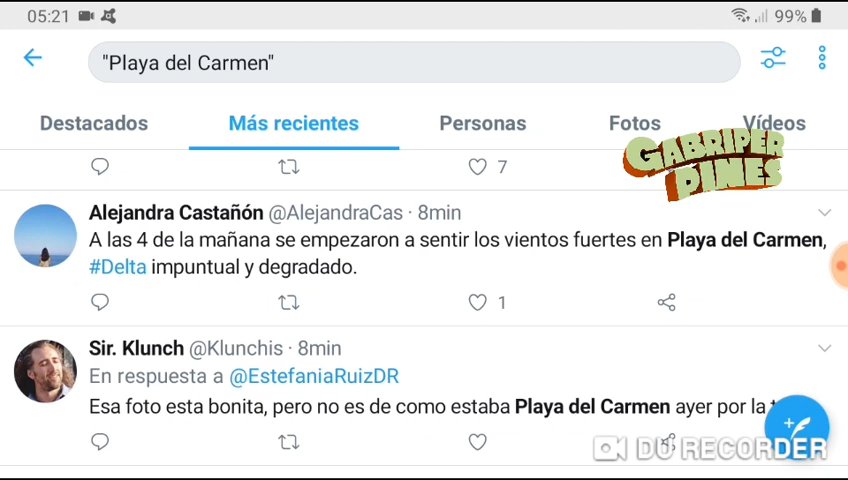 05:21 99%
"Playa del Carmen"
Destacados Más recientes Personas Fotos Vídeos
GABRIPER
DINES
7
Alejandra Castañón @AlejandraCas · 8min
A las 4 de la mañana se empezaron a sentir los vientos fuertes en Playa del Carmen,
#Delta impuntual y degradado.
1
Sir. Klunch @Klunchis · 8min
En respuesta a @EstefaniaRuizDR
Esa foto esta bonita, pero no es de como estaba Playa del Carmen ayer por la
DU RECORDER